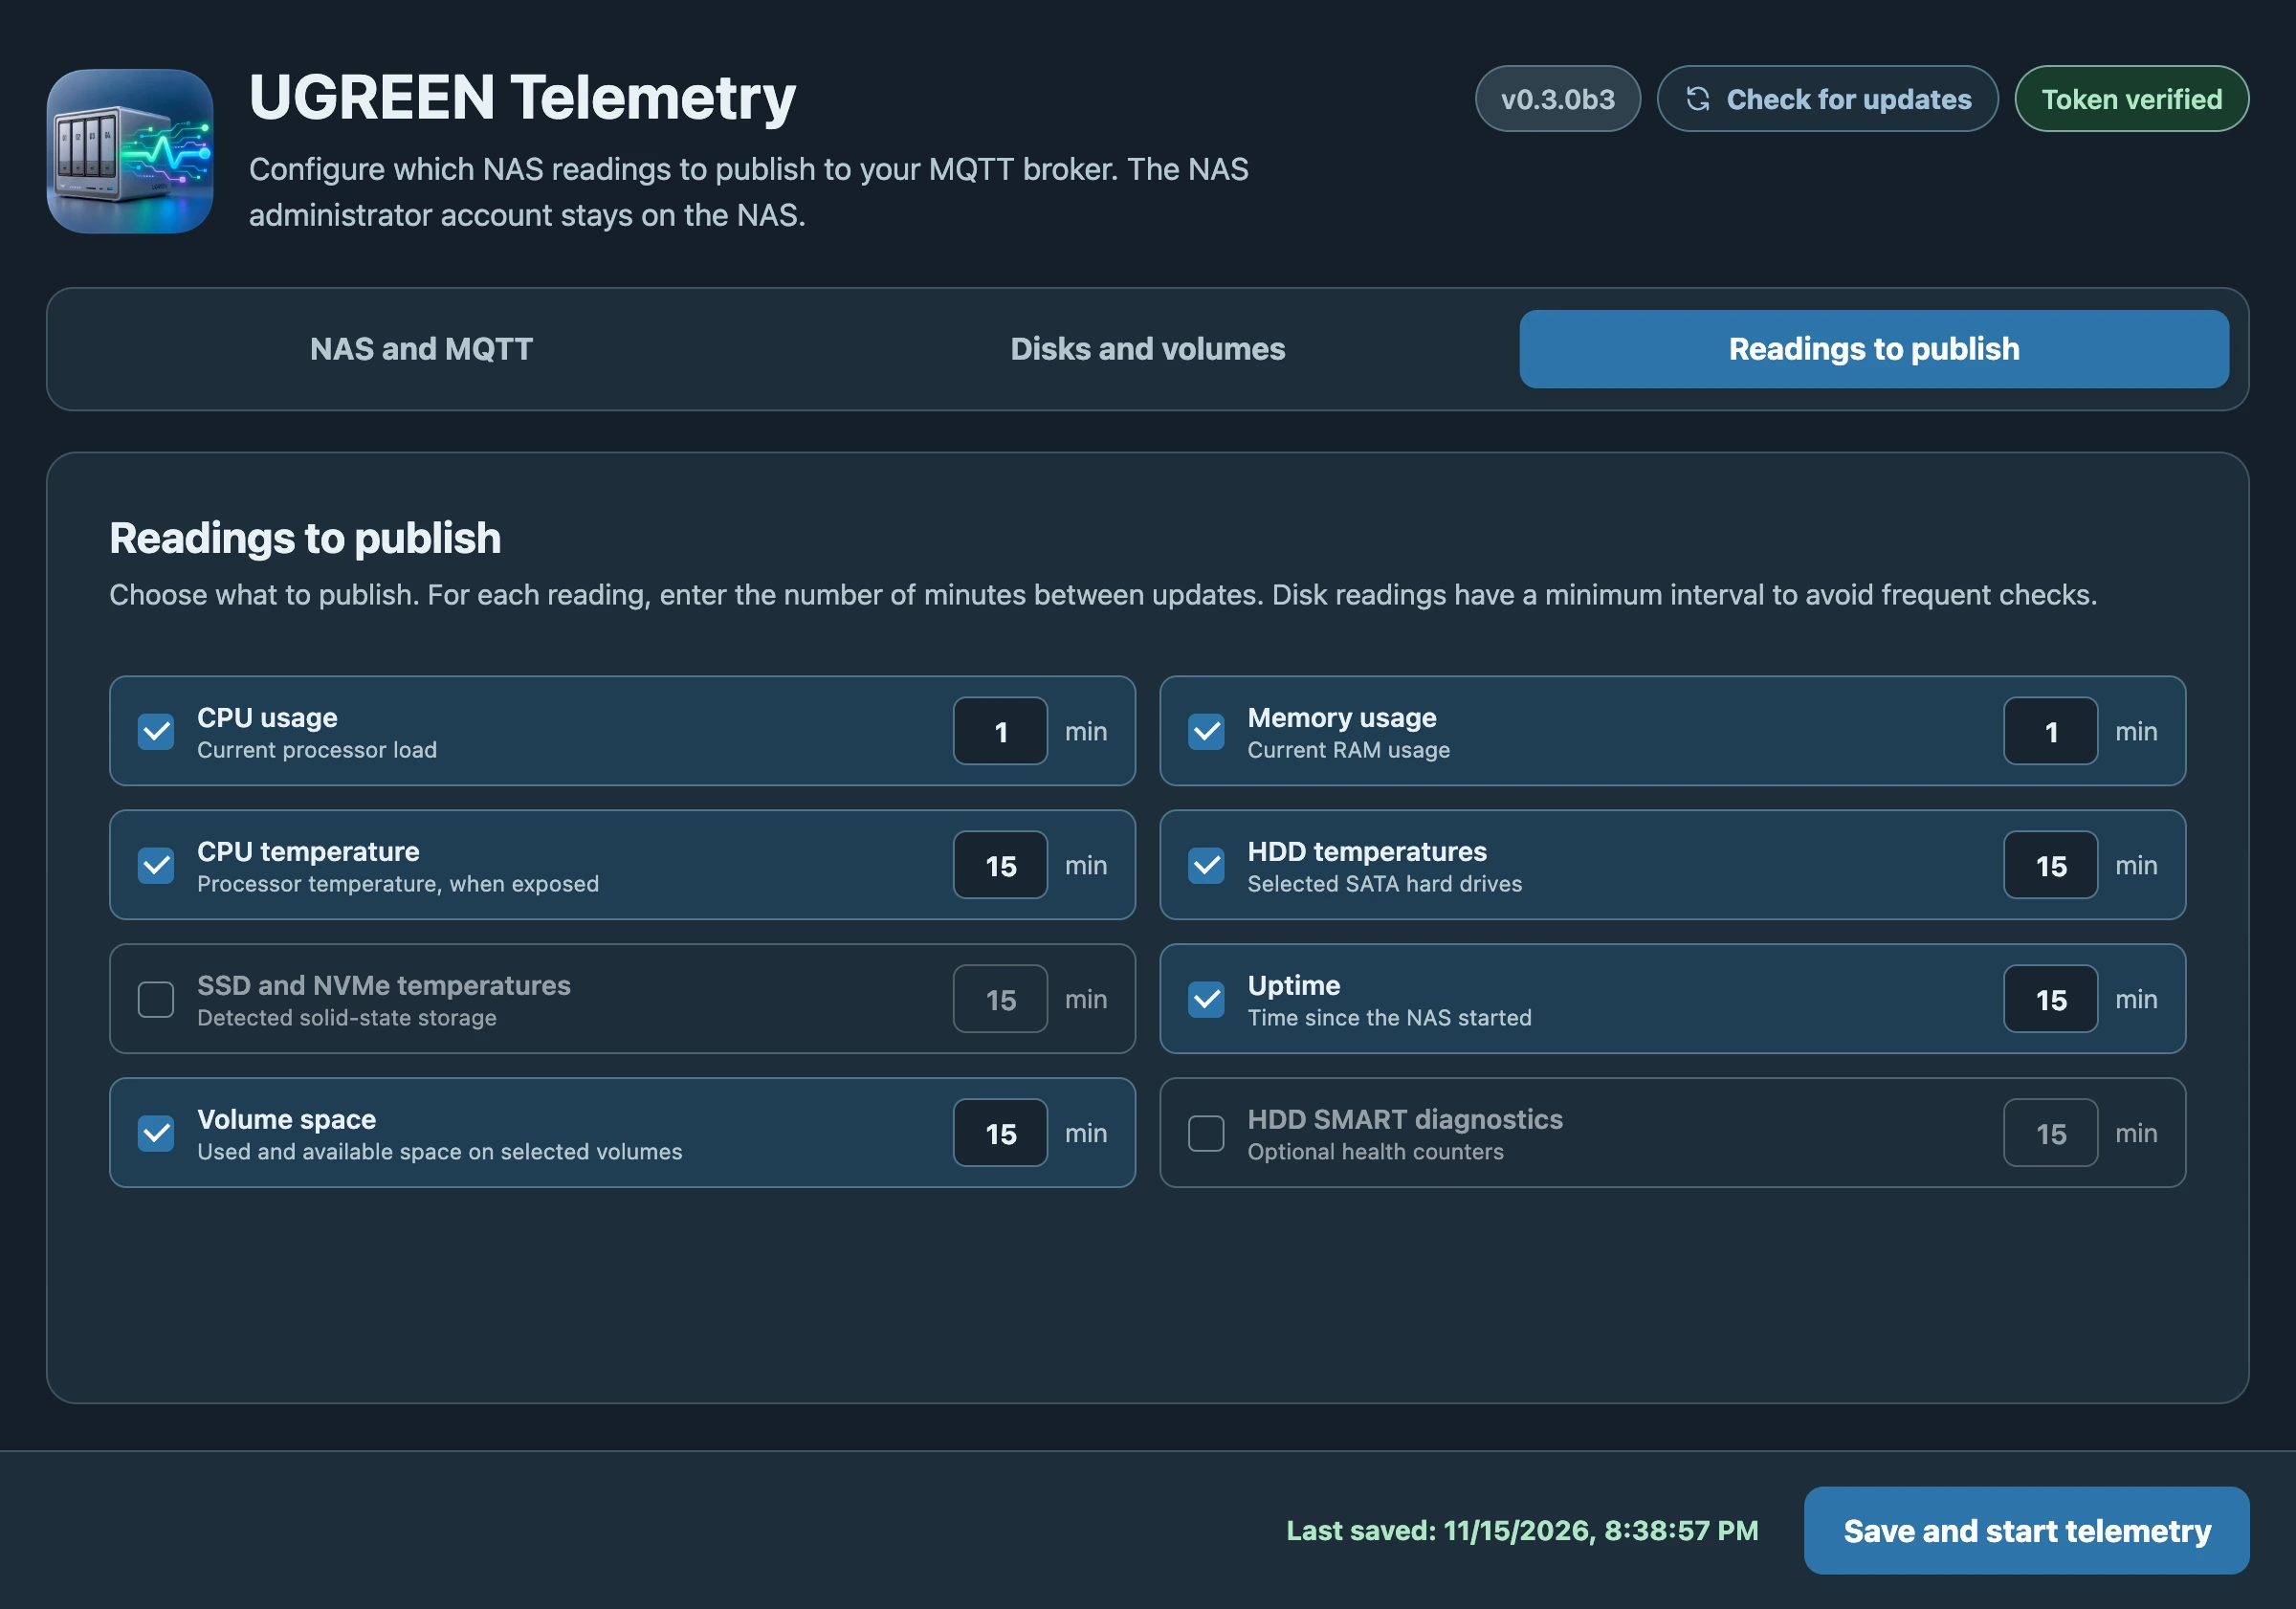 UGREEN Telemetry
Configure which NAS readings to publish to your MQTT broker. The NAS
administrator account stays on the NAS.
v0.3.0b3
Check for updates
Token verified
NAS and MQTT
Disks and volumes
Readings to publish
Readings to publish
Choose what to publish. For each reading, enter the number of minutes between updates. Disk readings have a minimum interval to avoid frequent checks.
CPU usage
Current processor load
1 min
Memory usage
Current RAM usage
1 min
CPU temperature
Processor temperature, when exposed
15 min
HDD temperatures
Selected SATA hard drives
15 min
SSD and NVMe temperatures
Detected solid-state storage
15 min
Uptime
Time since the NAS started
15 min
Volume space
Used and available space on selected volumes
15 min
HDD SMART diagnostics
Optional health counters
15 min
Last saved: 11/15/2026, 8:38:57 PM
Save and start telemetry